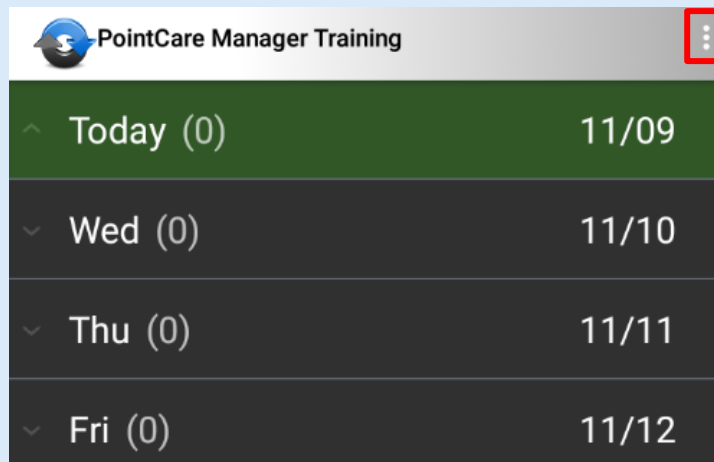 PointCare Manager Training
Today (0) 11/09
Wed (0) 11/10
Thu (0) 11/11
Fri (0) 11/12